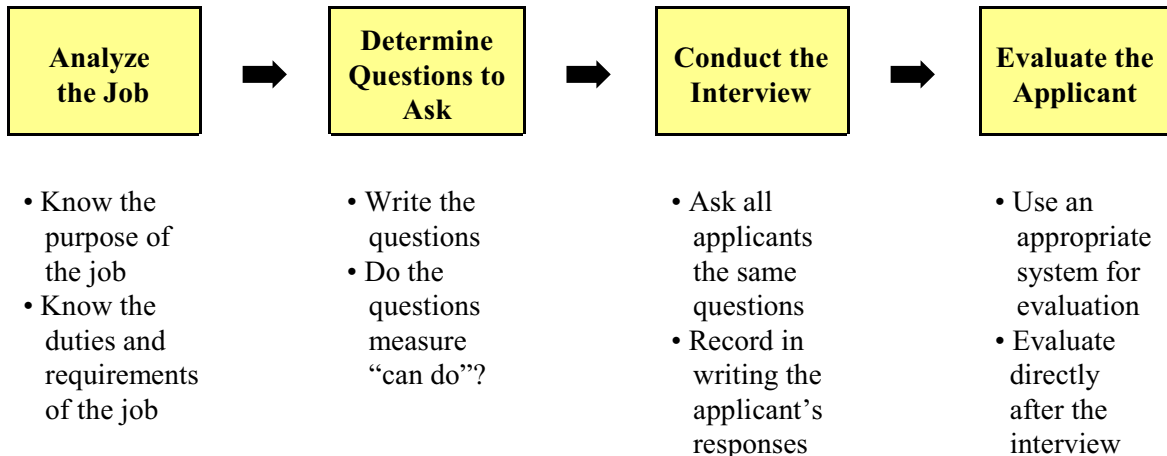 Analyze
the Job
Determine
Questions to
Ask
Conduct the
Interview
Evaluate the
Applicant
• Know the
purpose of
the job
• Know the
duties and
requirements
of the job
• Write the
questions
• Do the
questions
measure
“can do”?
• Ask all
applicants
the same
questions
• Record in
writing the
applicant’s
responses
• Use an
appropriate
system for
evaluation
• Evaluate
directly
after the
interview